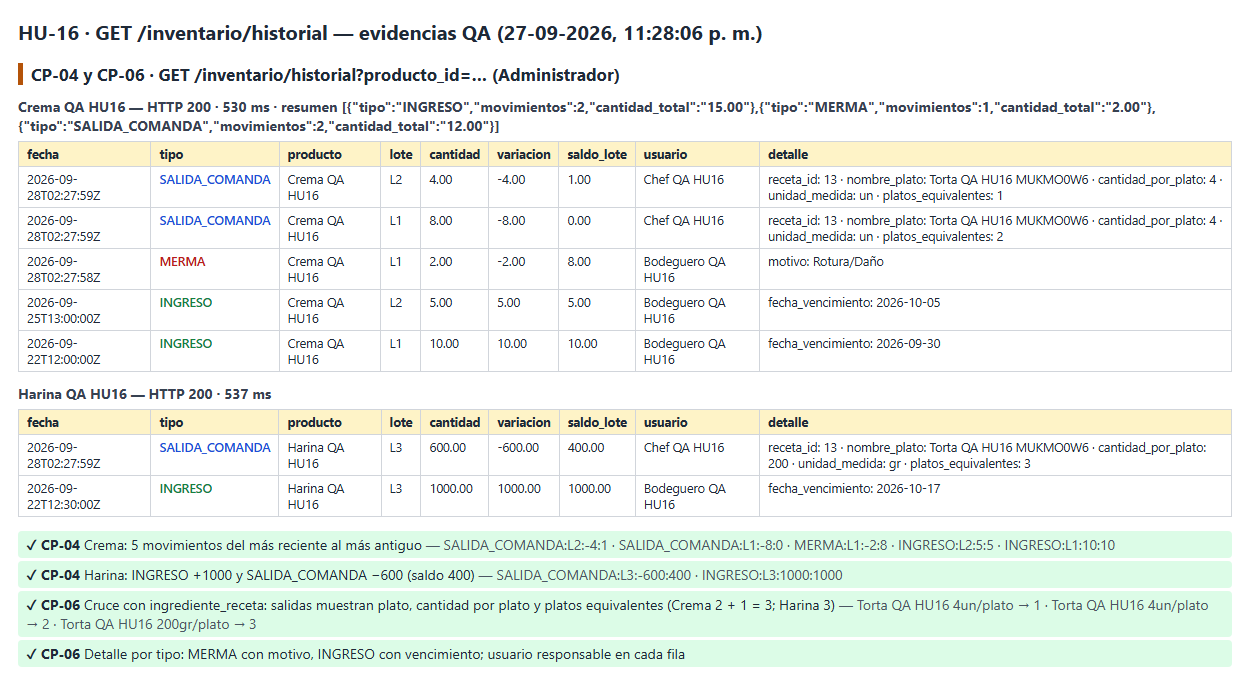 HU-16 · GET /inventario/historial — evidencias QA (27-09-2026, 11:28:06 p. m.)
CP-04 y CP-06 · GET /inventario/historial?producto_id=... (Administrador)
Crema QA HU16 — HTTP 200 · 530 ms · resumen [{"tipo":"INGRESO","movimientos":2,"cantidad_total":"15.00"},{"tipo":"MERMA","movimientos":1,"cantidad_total":"2.00"},
{"tipo":"SALIDA_COMANDA","movimientos":2,"cantidad_total":"12.00"}]
fecha tipo producto lote cantidad variacion saldo_lote usuario detalle
2026-09- SALIDA_COMANDA Crema QA L2 4.00 -4.00 1.00 Chef QA HU16 receta_id: 13 · nombre_plato: Torta QA HU16 MUKMO0W6 · cantidad_por_plato: 4 ·
28T02:27:59Z HU16 unidad_medida: un · platos_equivalentes: 1
2026-09- SALIDA_COMANDA Crema QA L1 8.00 -8.00 0.00 Chef QA HU16 receta_id: 13 · nombre_plato: Torta QA HU16 MUKMO0W6 · cantidad_por_plato: 4 ·
28T02:27:59Z HU16 unidad_medida: un · platos_equivalentes: 2
2026-09- MERMA Crema QA L1 2.00 -2.00 8.00 Bodeguero QA motivo: Rotura/Daño
28T02:27:58Z HU16 HU16
2026-09- INGRESO Crema QA L2 5.00 5.00 5.00 Bodeguero QA fecha_vencimiento: 2026-10-05
25T13:00:00Z HU16 HU16
2026-09- INGRESO Crema QA L1 10.00 10.00 10.00 Bodeguero QA fecha_vencimiento: 2026-09-30
22T12:00:00Z HU16 HU16
Harina QA HU16 — HTTP 200 · 537 ms
fecha tipo producto lote cantidad variacion saldo_lote usuario detalle
2026-09- SALIDA_COMANDA Harina QA L3 600.00 -600.00 400.00 Chef QA HU16 receta_id: 13 · nombre_plato: Torta QA HU16 MUKMO0W6 · cantidad_por_plato:
28T02:27:59Z HU16 200 · unidad_medida: gr · platos_equivalentes: 3
2026-09- INGRESO Harina QA L3 1000.00 1000.00 1000.00 Bodeguero QA fecha_vencimiento: 2026-10-17
22T12:30:00Z HU16 HU16
✓ CP-04 Crema: 5 movimientos del más reciente al más antiguo — SALIDA_COMANDA:L2:-4:1 · SALIDA_COMANDA:L1:-8:0 · MERMA:L1:-2:8 · INGRESO:L2:5:5 · INGRESO:L1:10:10
✓ CP-04 Harina: INGRESO +1000 y SALIDA_COMANDA −600 (saldo 400) — SALIDA_COMANDA:L3:-600:400 · INGRESO:L3:1000:1000
✓ CP-06 Cruce con ingrediente_receta: salidas muestran plato, cantidad por plato y platos equivalentes (Crema 2 + 1 = 3; Harina 3) — Torta QA HU16 4un/plato → 1 · Torta QA HU16 4un/plato
→ 2 · Torta QA HU16 200gr/plato → 3
✓ CP-06 Detalle por tipo: MERMA con motivo, INGRESO con vencimiento; usuario responsable en cada fila